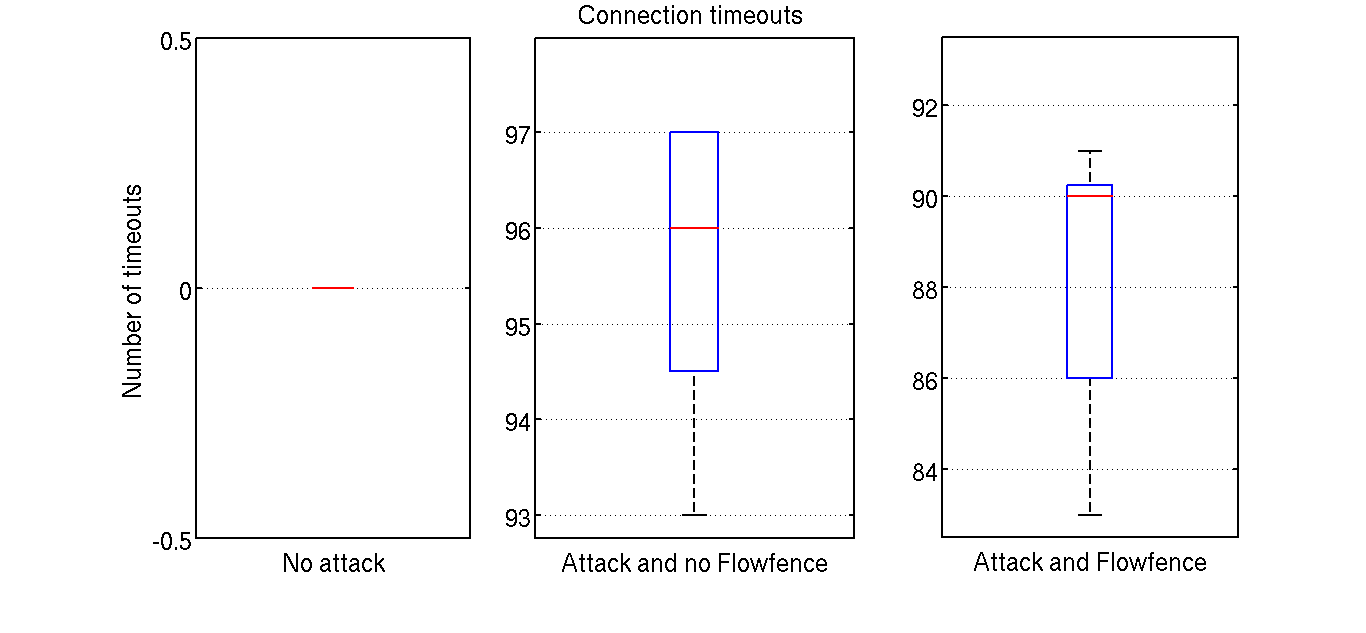 Connection timeouts
Number of timeouts
0.5
0
-0.5
No attack
97
96
95
94
93
Attack and no Flowfence
92
90
88
86
84
Attack and Flowfence